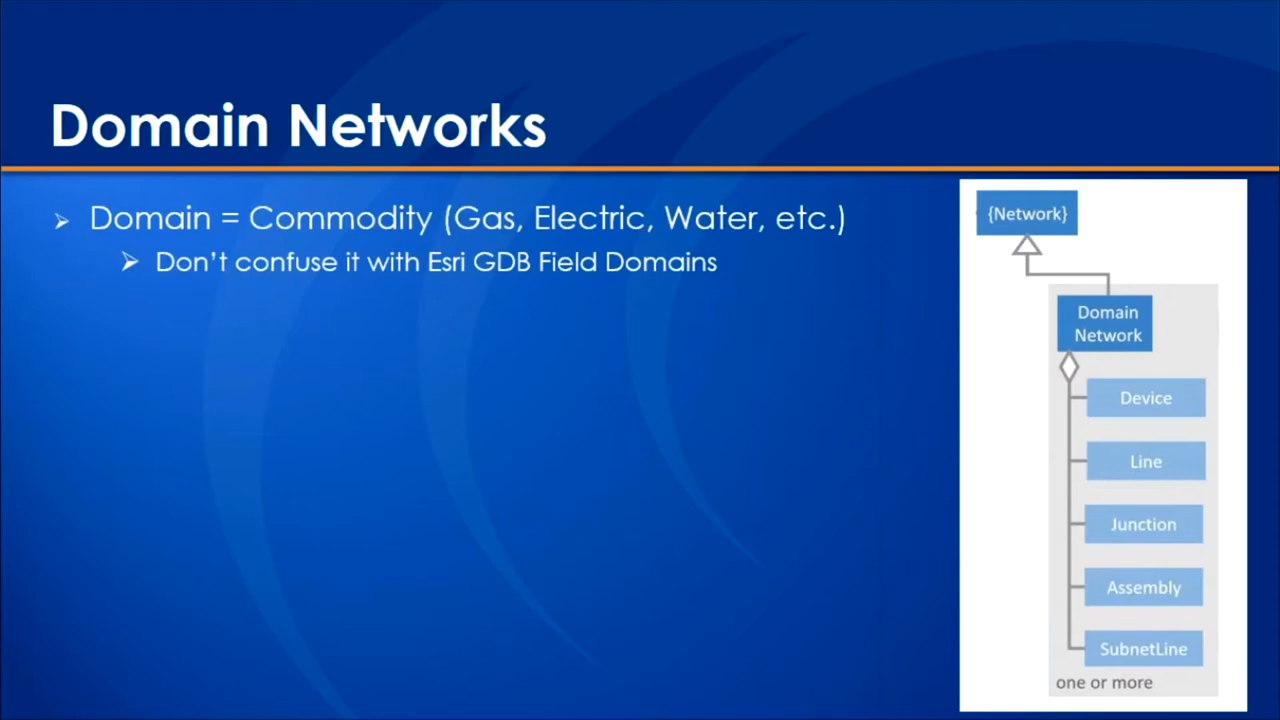 Domain Networks
Domain = Commodity (Gas, Electric, Water, etc.)
Don't confuse it with Esri GDB Field Domains
{Network}
Domain
Network
Device
Line
Junction
Assembly
SubnetLine
one or more